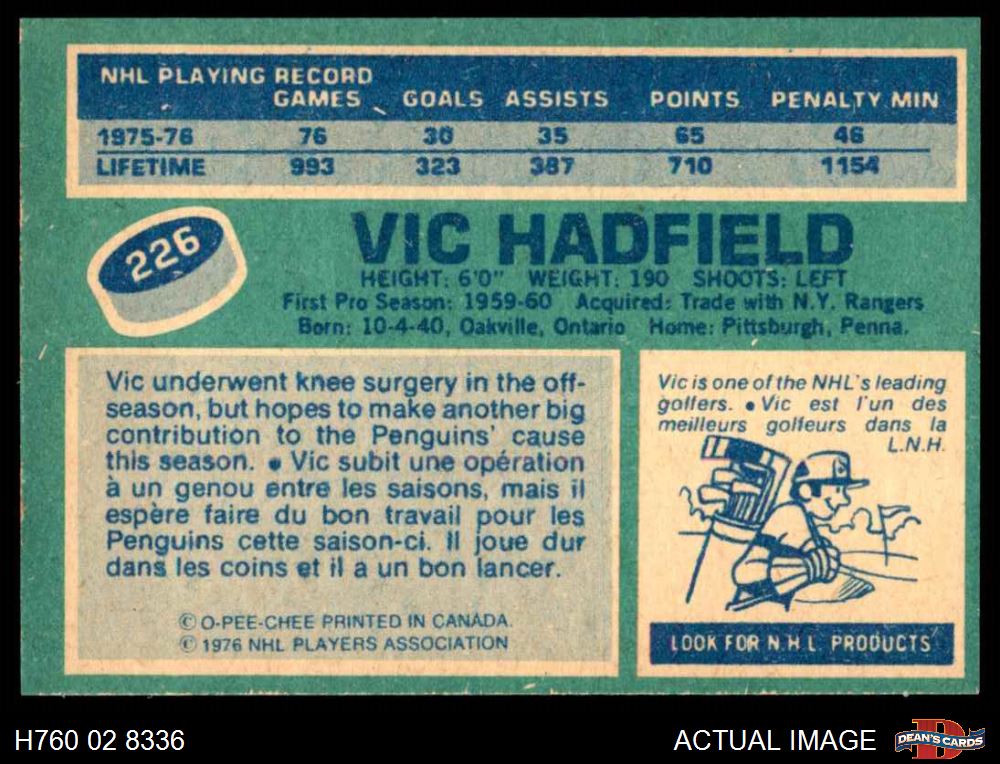 NHL PLAYING RECORD
GAMES GOALS ASSISTS POINTS PENALTY MIN
1975-76 76 30 35 65 46
LIFETIME 993 323 387 710 1154
226
VIC HADFIELD
HEIGHT: 6'0" WEIGHT: 190 SHOOTS: LEFT
First Pro Season: 1959-60 Acquired: Trade with N.Y. Rangers
Born: 10-4-40, Oakville, Ontario Home: Pittsburgh, Penna.
Vic underwent knee surgery in the off-
season, but hopes to make another big
contribution to the Penguins' cause
this season. • Vic subit une opération
à un genou entre les saisons, mais il
espère faire du bon travail pour les
Penguins cette saison-ci. Il joue dur
dans les coins et il a un bon lancer.
© O-PEE-CHEE PRINTED IN CANADA.
© 1976 NHL PLAYERS ASSOCIATION
Vic is one of the NHL's leading
golfers. • Vic est l'un des
meilleurs golfeurs dans la
L.N.H.
LOOK FOR N.H.L. PRODUCTS
H760 02 8336
ACTUAL IMAGE
DEAN'S CARDS